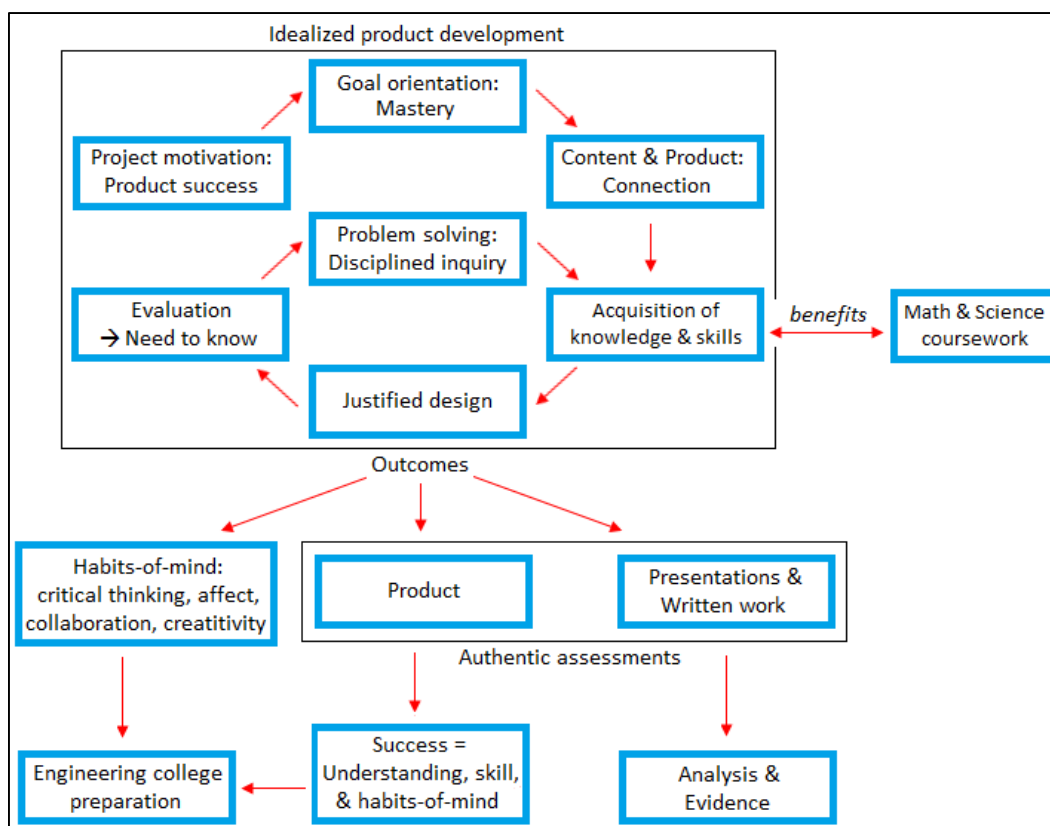 Idealized product development
Goal orientation:
Mastery
Project motivation:
Product success
Content & Product:
Connection
Problem solving:
Disciplined inquiry
Evaluation
→ Need to know
Acquisition of
knowledge & skills
benefits
Math & Science
coursework
Justified design
Outcomes
Habits-of-mind:
critical thinking, affect,
collaboration, creatitivity
Product
Presentations &
Written work
Authentic assessments
Engineering college
preparation
Success =
Understanding, skill,
& habits-of-mind
Analysis &
Evidence